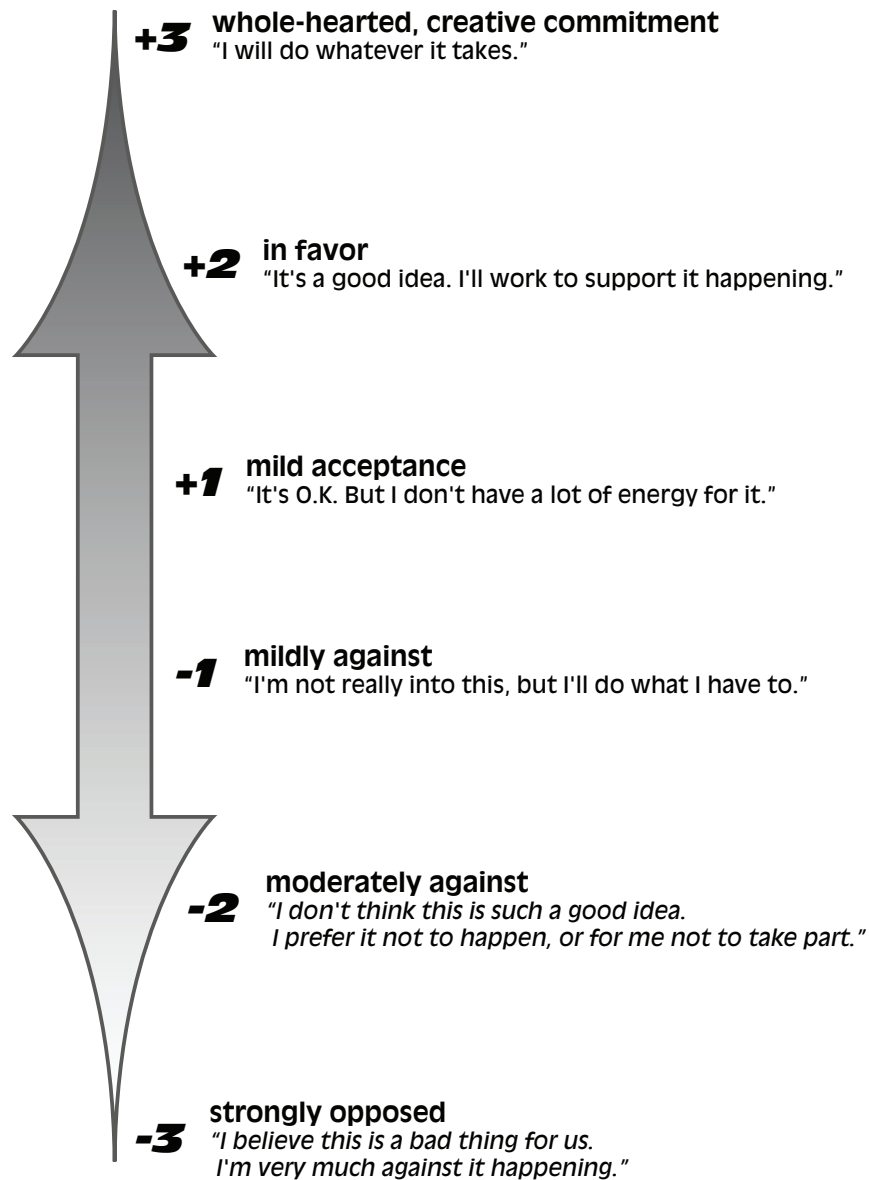 +3 whole-hearted, creative commitment
“I will do whatever it takes.”
+2 in favor
“It's a good idea. I'll work to support it happening.”
+1 mild acceptance
“It's O.K. But I don't have a lot of energy for it.”
-1 mildly against
“I'm not really into this, but I'll do what I have to.”
-2 moderately against
“I don't think this is such a good idea.
I prefer it not to happen, or for me not to take part.”
-3 strongly opposed
“I believe this is a bad thing for us.
I'm very much against it happening.”